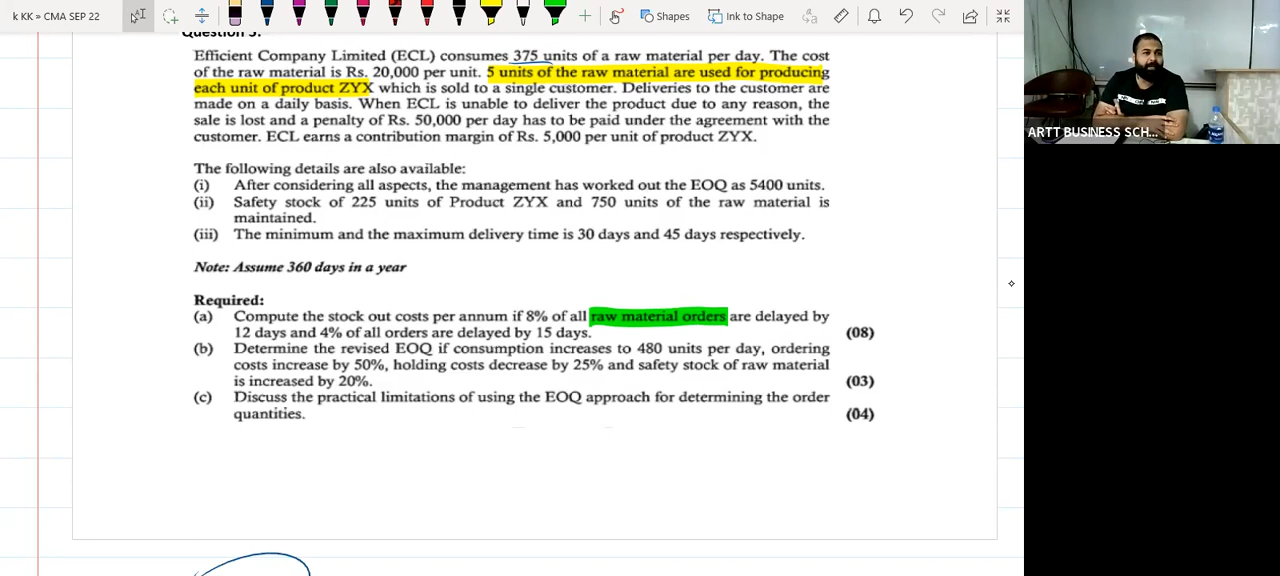 k KK » CMA SEP 22
Shapes
Ink to Shape
Question 5:
Efficient Company Limited (ECL) consumes 375 units of a raw material per day. The cost
of the raw material is Rs. 20,000 per unit. 5 units of the raw material are used for producing
each unit of product ZYX which is sold to a single customer. Deliveries to the customer are
made on a daily basis. When ECL is unable to deliver the product due to any reason, the
sale is lost and a penalty of Rs. 50,000 per day has to be paid under the agreement with the
customer. ECL earns a contribution margin of Rs. 5,000 per unit of product ZYX.
The following details are also available:
(i) After considering all aspects, the management has worked out the EOQ as 5400 units.
(ii) Safety stock of 225 units of Product ZYX and 750 units of the raw material is
maintained.
(iii) The minimum and the maximum delivery time is 30 days and 45 days respectively.
Note: Assume 360 days in a year
Required:
(a) Compute the stock out costs per annum if 8% of all raw material orders are delayed by
12 days and 4% of all orders are delayed by 15 days. (08)
(b) Determine the revised EOQ if consumption increases to 480 units per day, ordering
costs increase by 50%, holding costs decrease by 25% and safety stock of raw material
is increased by 20%. (03)
(c) Discuss the practical limitations of using the EOQ approach for determining the order
quantities. (04)
ARTT BUSINESS SCH...